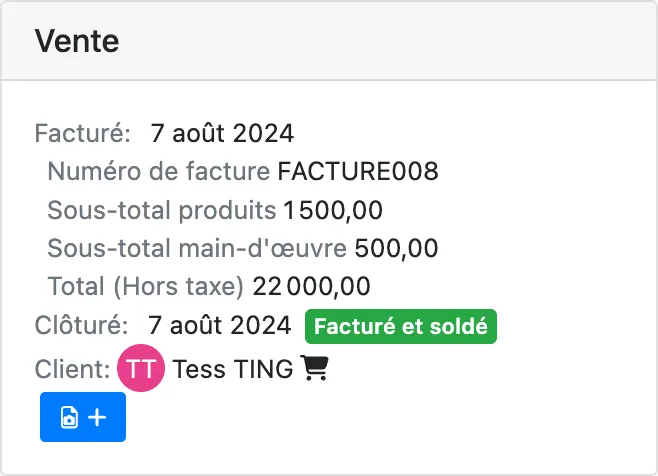 Vente
Facturé: 7 août 2024
Numéro de facture FACTURE008
Sous-total produits 1 500,00
Sous-total main-d'œuvre 500,00
Total (Hors taxe) 22 000,00
Clôturé: 7 août 2024 Facturé et soldé
Client: TT Tess TING